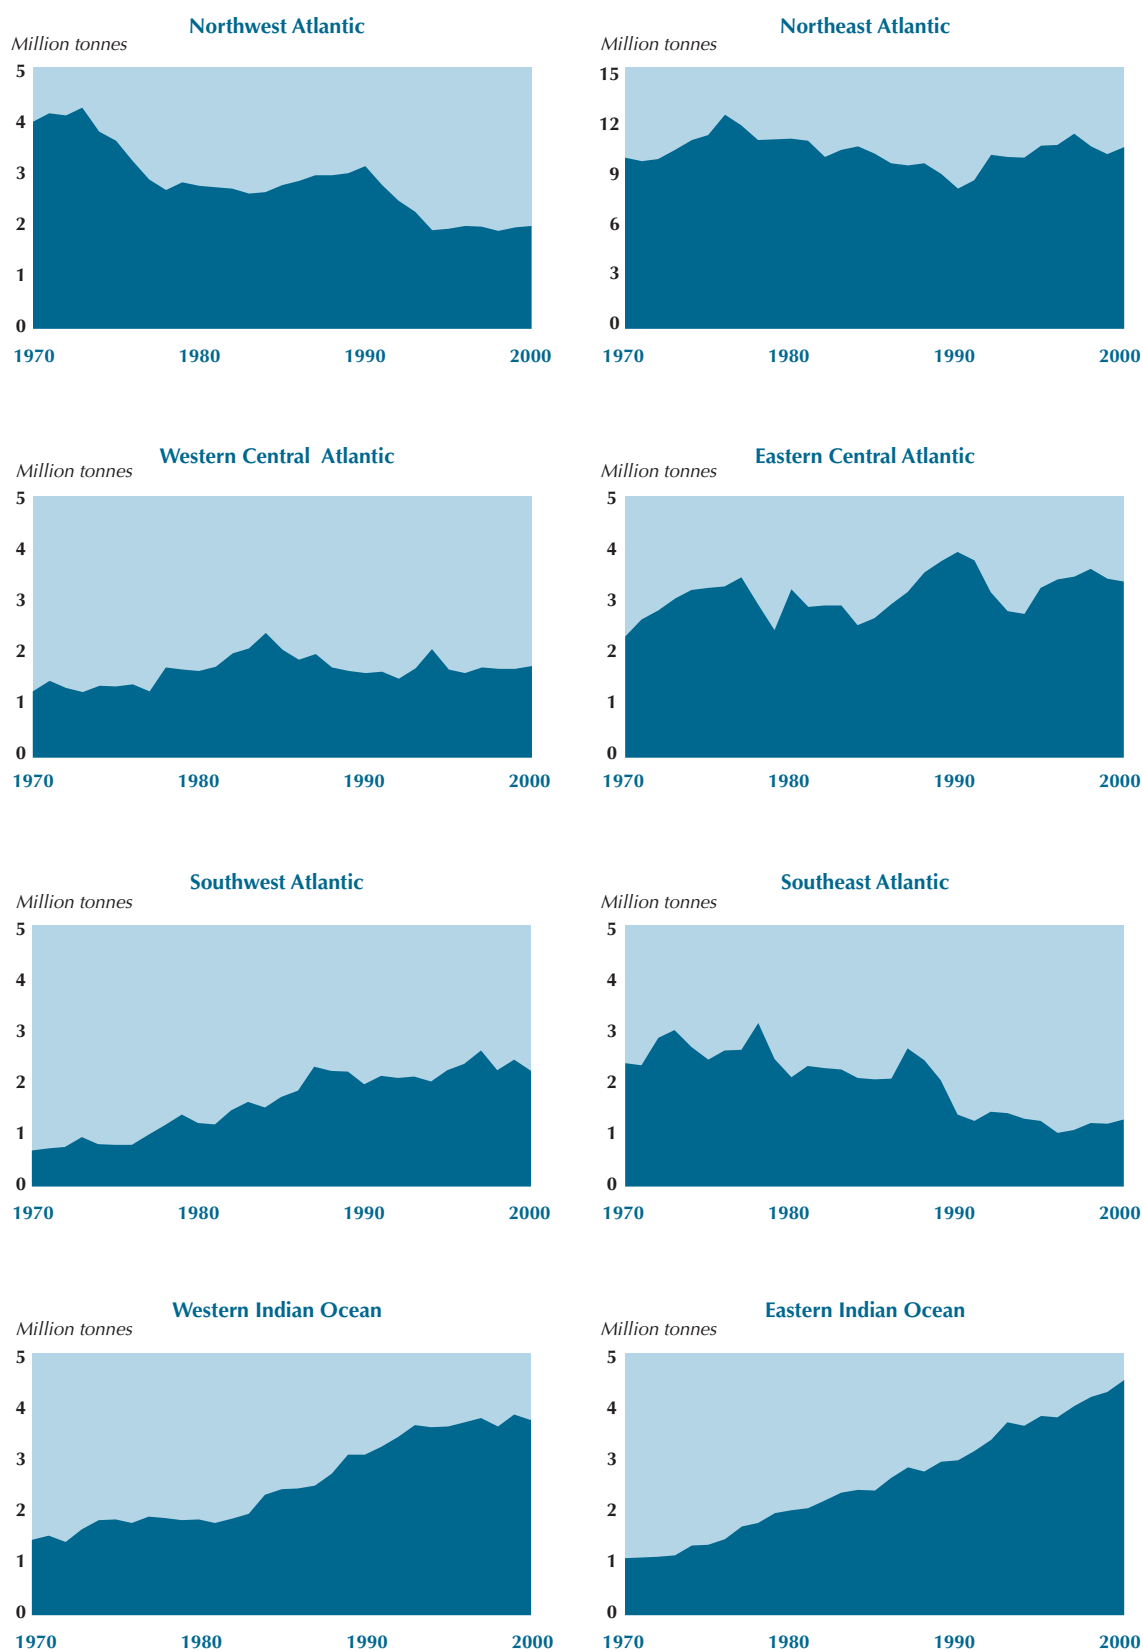 Northwest Atlantic
Million tonnes
5
4
3
2
1
0
1970 1980 1990 2000
Northeast Atlantic
Million tonnes
15
12
9
6
3
0
1970 1980 1990 2000
Western Central Atlantic
Million tonnes
5
4
3
2
1
0
1970 1980 1990 2000
Eastern Central Atlantic
Million tonnes
5
4
3
2
1
0
1970 1980 1990 2000
Southwest Atlantic
Million tonnes
5
4
3
2
1
0
1970 1980 1990 2000
Southeast Atlantic
Million tonnes
5
4
3
2
1
0
1970 1980 1990 2000
Western Indian Ocean
Million tonnes
5
4
3
2
1
0
1970 1980 1990 2000
Eastern Indian Ocean
Million tonnes
5
4
3
2
1
0
1970 1980 1990 2000